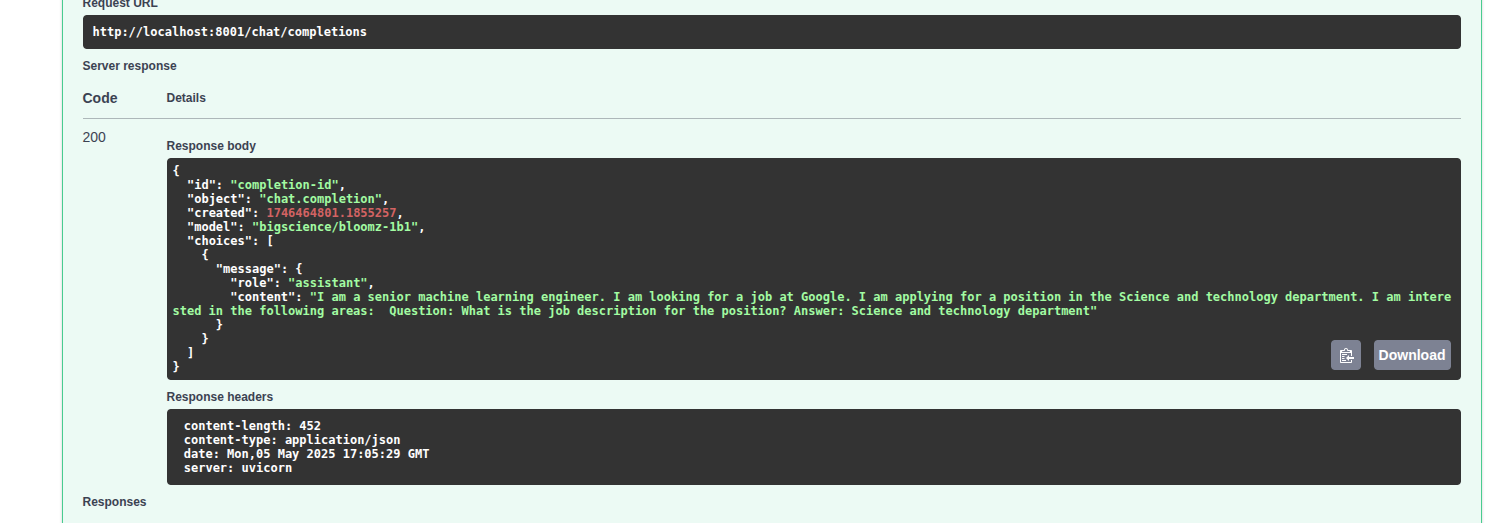 Request URL
http://localhost:8001/chat/completions
Server response
Code Details
200
Response body
{
  "id": "completion-id",
  "object": "chat.completion",
  "created": 1746464801.1855257,
  "model": "bigscience/bloomz-1b1",
  "choices": [
    {
      "message": {
        "role": "assistant",
        "content": "I am a senior machine learning engineer. I am looking for a job at Google. I am applying for a position in the Science and technology department. I am intere
sted in the following areas:  Question: What is the job description for the position? Answer: Science and technology department"
      }
    }
  ]
}
Download
Response headers
content-length: 452
content-type: application/json
date: Mon,05 May 2025 17:05:29 GMT
server: uvicorn
Responses